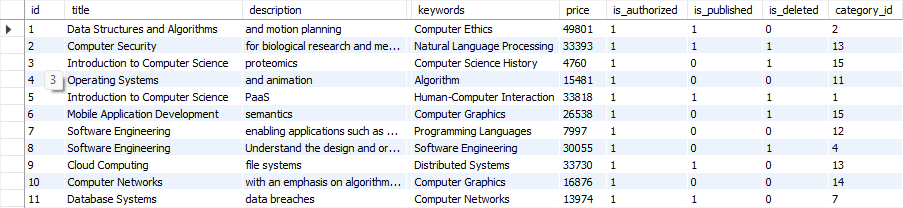 id title description keywords price is_authorized is_published is_deleted category_id
1 Data Structures and Algorithms and motion planning Computer Ethics 49801 1 1 0 2
2 Computer Security for biological research and me... Natural Language Processing 33393 1 1 1 13
3 Introduction to Computer Science proteomics Computer Science History 4760 1 0 1 15
4 3 Operating Systems and animation Algorithm 15481 1 0 0 11
5 Introduction to Computer Science PaaS Human-Computer Interaction 33818 1 1 1 1
6 Mobile Application Development semantics Computer Graphics 26538 1 0 1 15
7 Software Engineering enabling applications such as ... Programming Languages 7997 1 0 0 12
8 Software Engineering Understand the design and or... Software Engineering 30055 1 0 1 4
9 Cloud Computing file systems Distributed Systems 33730 1 1 0 13
10 Computer Networks with an emphasis on algorithm... Computer Graphics 16876 1 0 0 14
11 Database Systems data breaches Computer Networks 13974 1 1 0 7